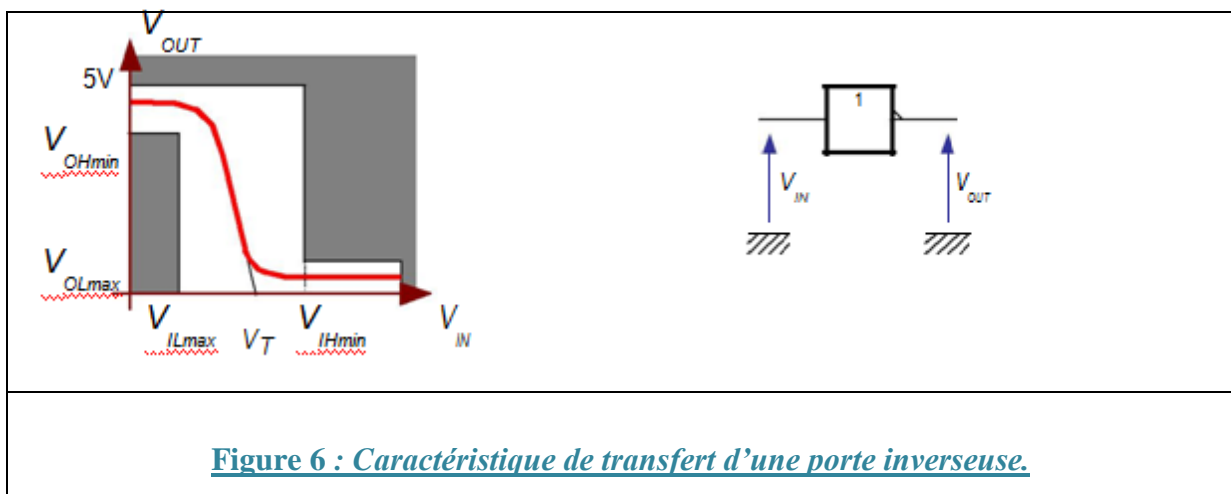 V OUT
5V
V OHmin
V OLmax
V ILmax V T V IHmin V IN
1
V IN V OUT
Figure 6 : Caractéristique de transfert d’une porte inverseuse.